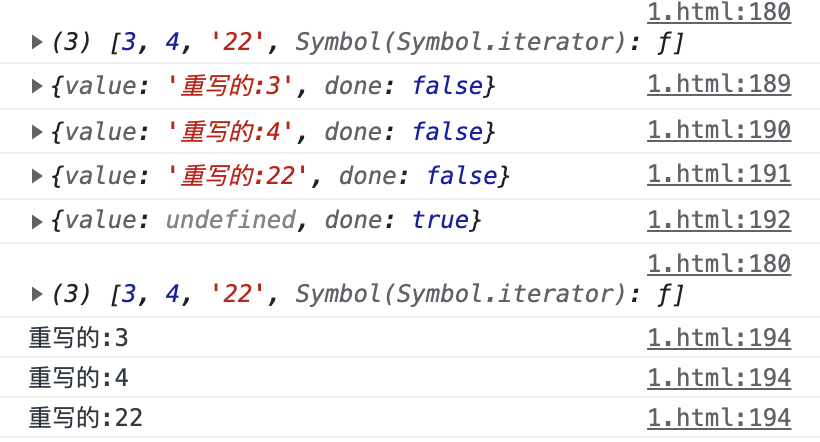 1.html:180
▶(3) [3, 4, '22', Symbol(Symbol.iterator): ƒ]
▶{value: '重写的:3', done: false} 1.html:189
▶{value: '重写的:4', done: false} 1.html:190
▶{value: '重写的:22', done: false} 1.html:191
▶{value: undefined, done: true} 1.html:192
1.html:180
▶(3) [3, 4, '22', Symbol(Symbol.iterator): ƒ]
重写的:3 1.html:194
重写的:4 1.html:194
重写的:22 1.html:194